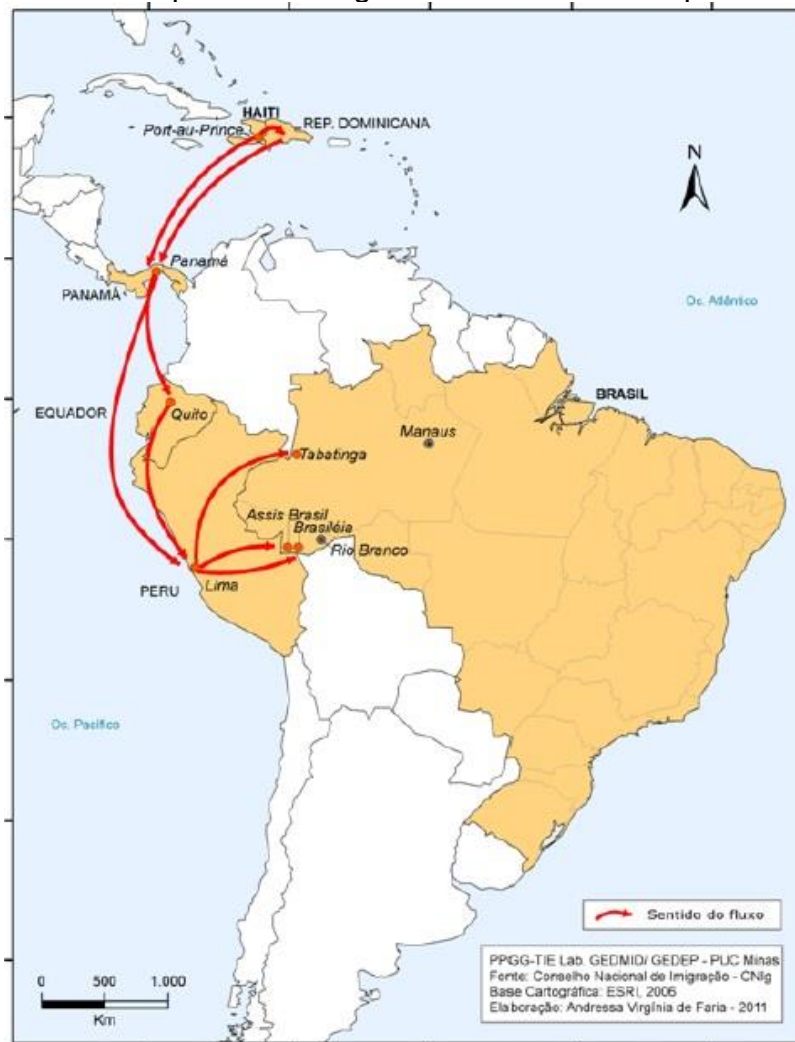 HAITI
Port-au-Prince
REP. DOMINICANA
N
Panamá
PANAMÁ
Oc. Atlântico
BRASIL
EQUADOR
Quito
Manaus
Tabatinga
Assis Brasil
Brasiléia
Rio Branco
PERU
Lima
Oc. Pacífico
Sentido do fluxo
PPGG-TIE Lab. GEDMID/ GEDEP - PUC Minas
Fonte: Conselho Nacional de Imigração - CNIg
Base Cartográfica: ESRI, 2006
Elaboração: Andressa Virgínia de Faria - 2011
0 500 1.000
Km